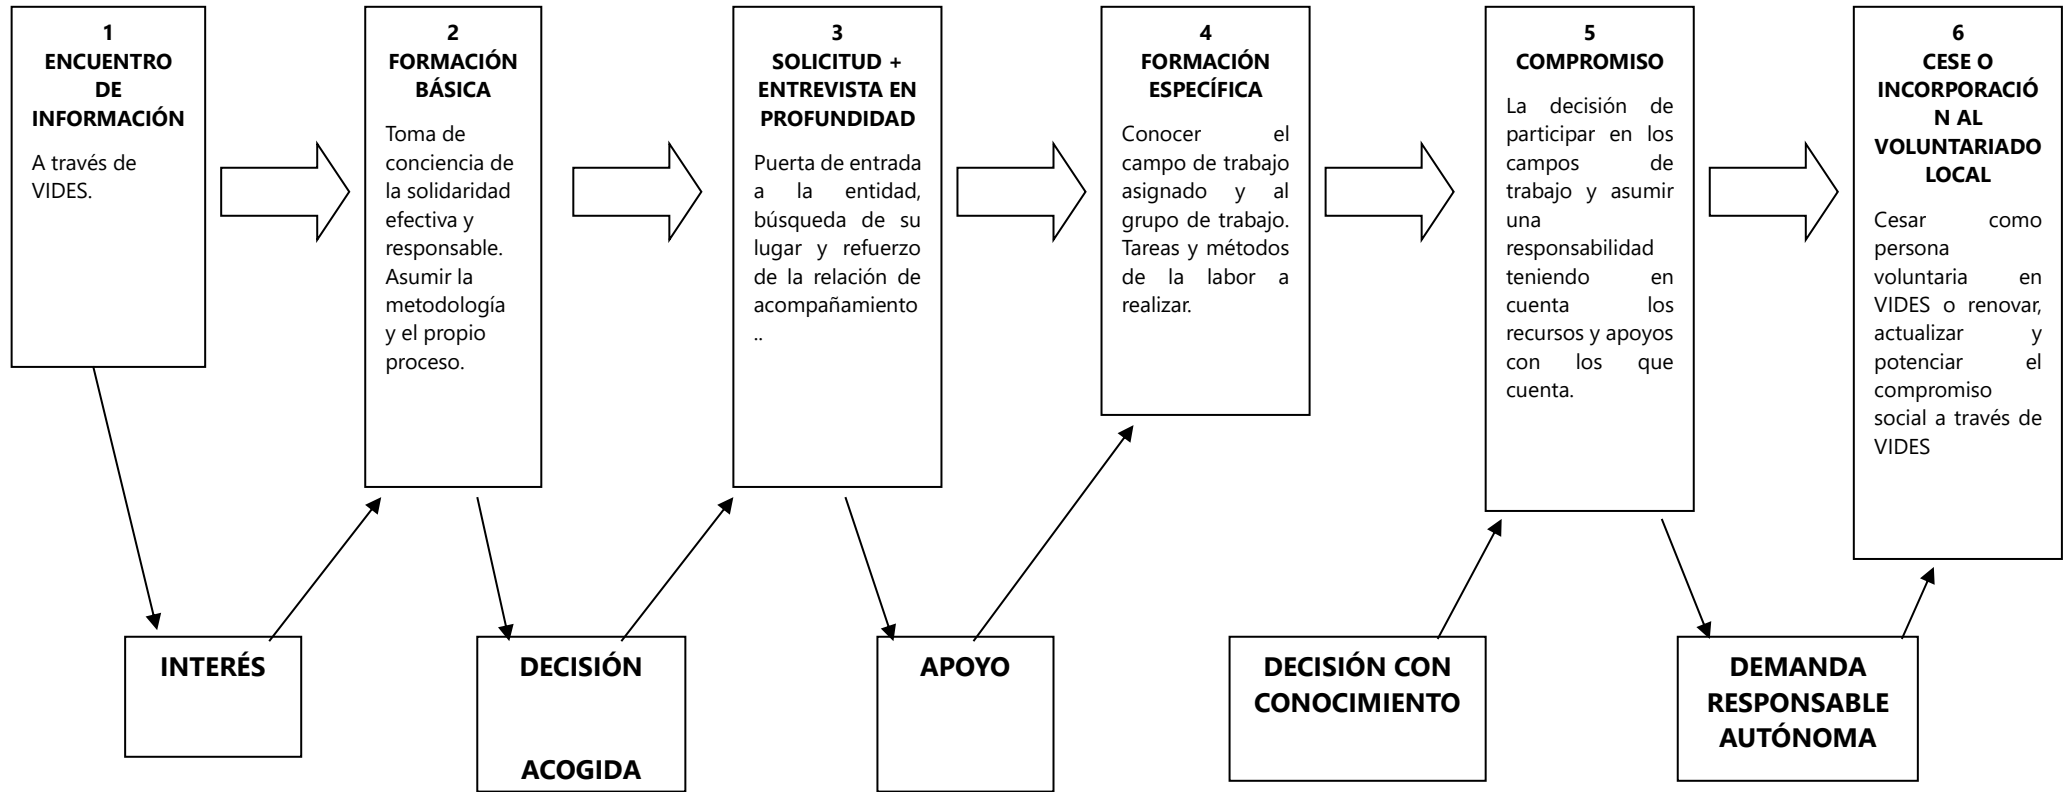 1
ENCUENTRO
DE
INFORMACIÓN
A través de
VIDES.
2
FORMACIÓN
BÁSICA
Toma de
conciencia de
la solidaridad
efectiva y
responsable.
Asumir la
metodología
y el propio
proceso.
3
SOLICITUD +
ENTREVISTA EN
PROFUNDIDAD
Puerta de entrada
a la entidad,
búsqueda de su
lugar y refuerzo
de la relación de
acompañamiento
..
4
FORMACIÓN
ESPECÍFICA
Conocer el
campo de trabajo
asignado y al
grupo de trabajo.
Tareas y métodos
de la labor a
realizar.
5
COMPROMISO
La decisión de
participar en los
campos de
trabajo y asumir
una
responsabilidad
teniendo en
cuenta los
recursos y apoyos
con los que
cuenta.
6
CESE O
INCORPORACIÓ
N AL
VOLUNTARIADO
LOCAL
Cesar como
persona
voluntaria en
VIDES o renovar,
actualizar y
potenciar el
compromiso
social a través de
VIDES
INTERÉS
DECISIÓN
ACOGIDA
APOYO
DECISIÓN CON
CONOCIMIENTO
DEMANDA
RESPONSABLE
AUTÓNOMA